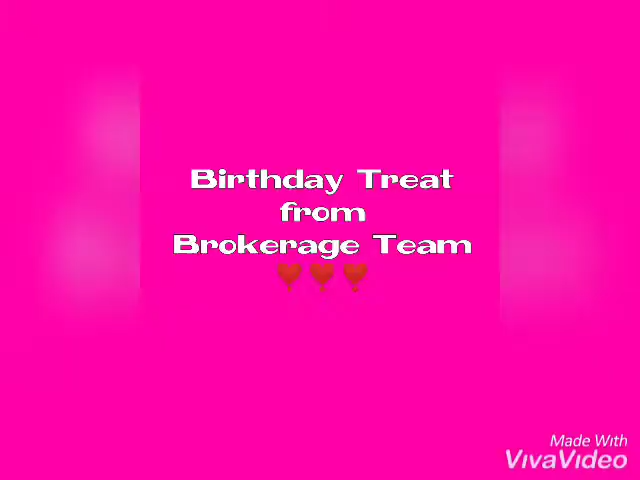 Birthday Treat
from
Brokerage Team
❤❤❤
Made With
VivaVideo